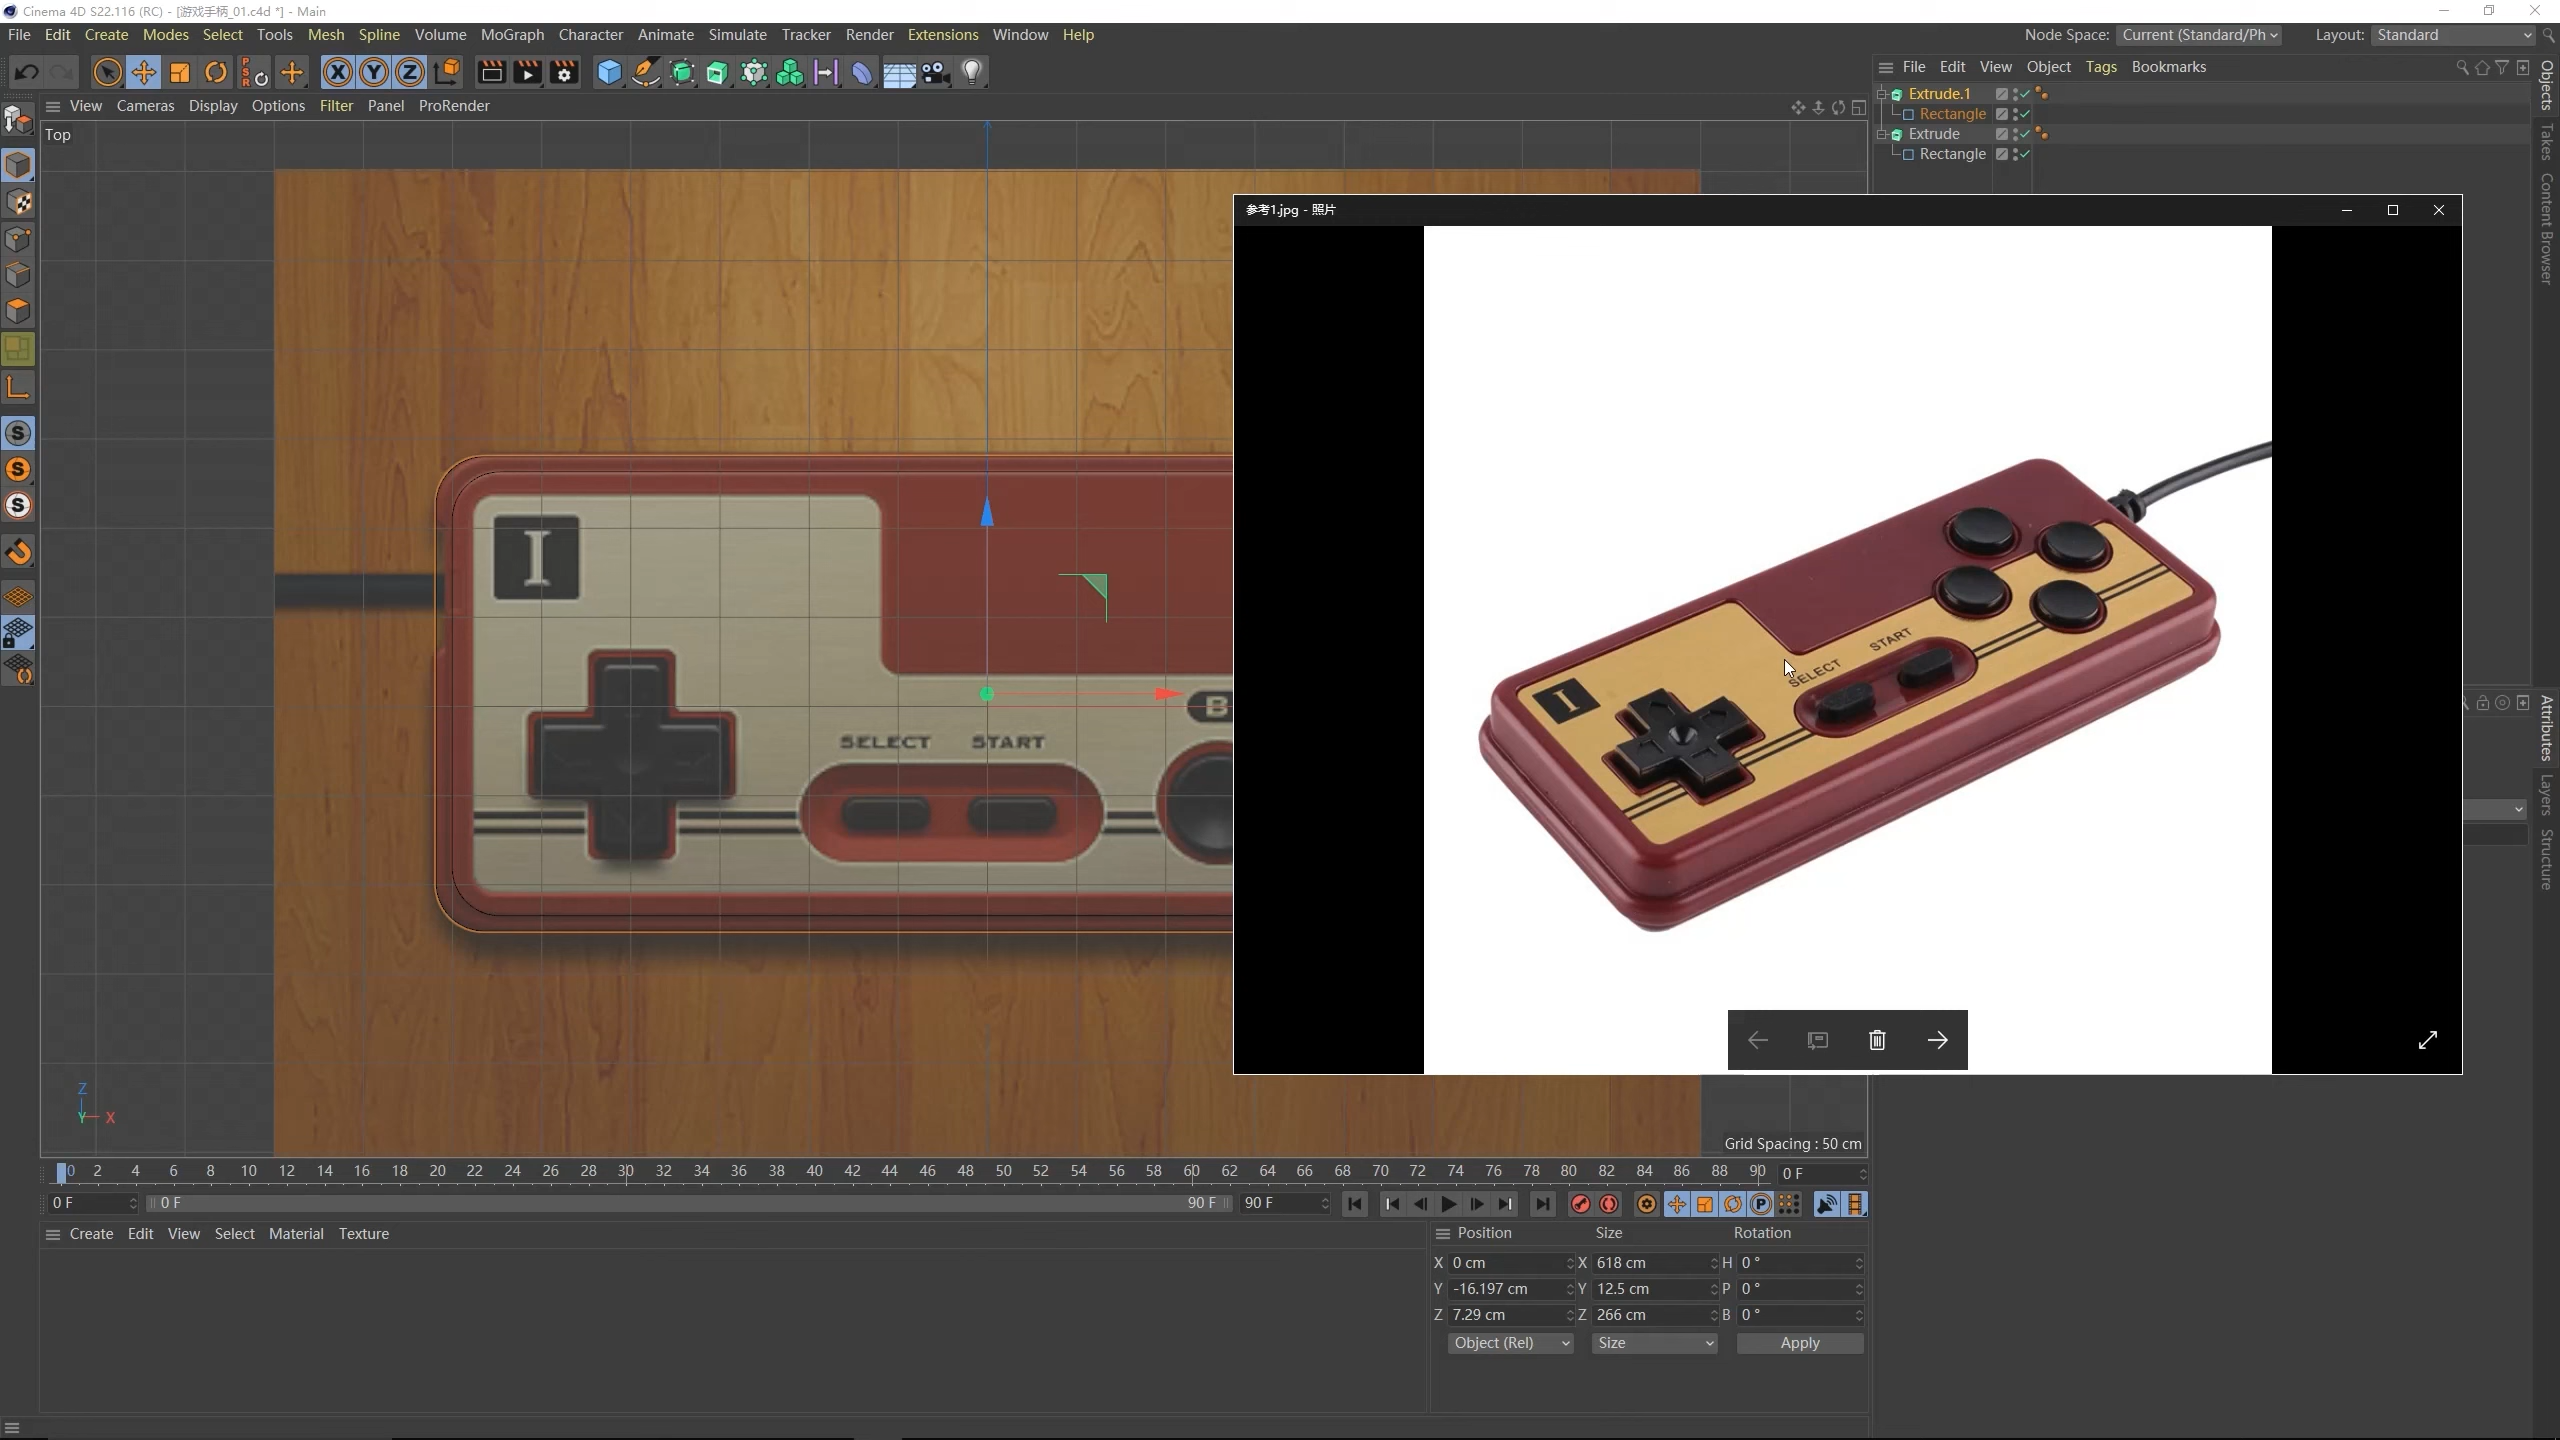 Cinema 4D S22.116 (RC) - [游戏手柄_01.c4d *] - Main
File Edit Create Modes Select Tools Mesh Spline Volume MoGraph Character Animate Simulate Tracker Render Extensions Window Help
Node Space: Current (Standard/Ph Layout: Standard
PSR X Y Z
File Edit View Object Tags Bookmarks
View Cameras Display Options Filter Panel ProRender
Top
Extrude.1
Rectangle
Extrude
Rectangle
Objects
Takes
Content Browser
参考1.jpg - 照片
I
SELECT START
B
I
SELECT START
S
S
S
Attributes
Layers
Structure
Z
Y X
Grid Spacing : 50 cm
0 2 4 6 8 10 12 14 16 18 20 22 24 26 28 30 32 34 36 38 40 42 44 46 48 50 52 54 56 58 60 62 64 66 68 70 72 74 76 78 80 82 84 86 88 90 0 F
0 F 0 F 90 F 90 F P
Create Edit View Select Material Texture
Position Size Rotation
X 0 cm X 618 cm H 0 °
Y -16.197 cm Y 12.5 cm P 0 °
Z 7.29 cm Z 266 cm B 0 °
Object (Rel) Size Apply